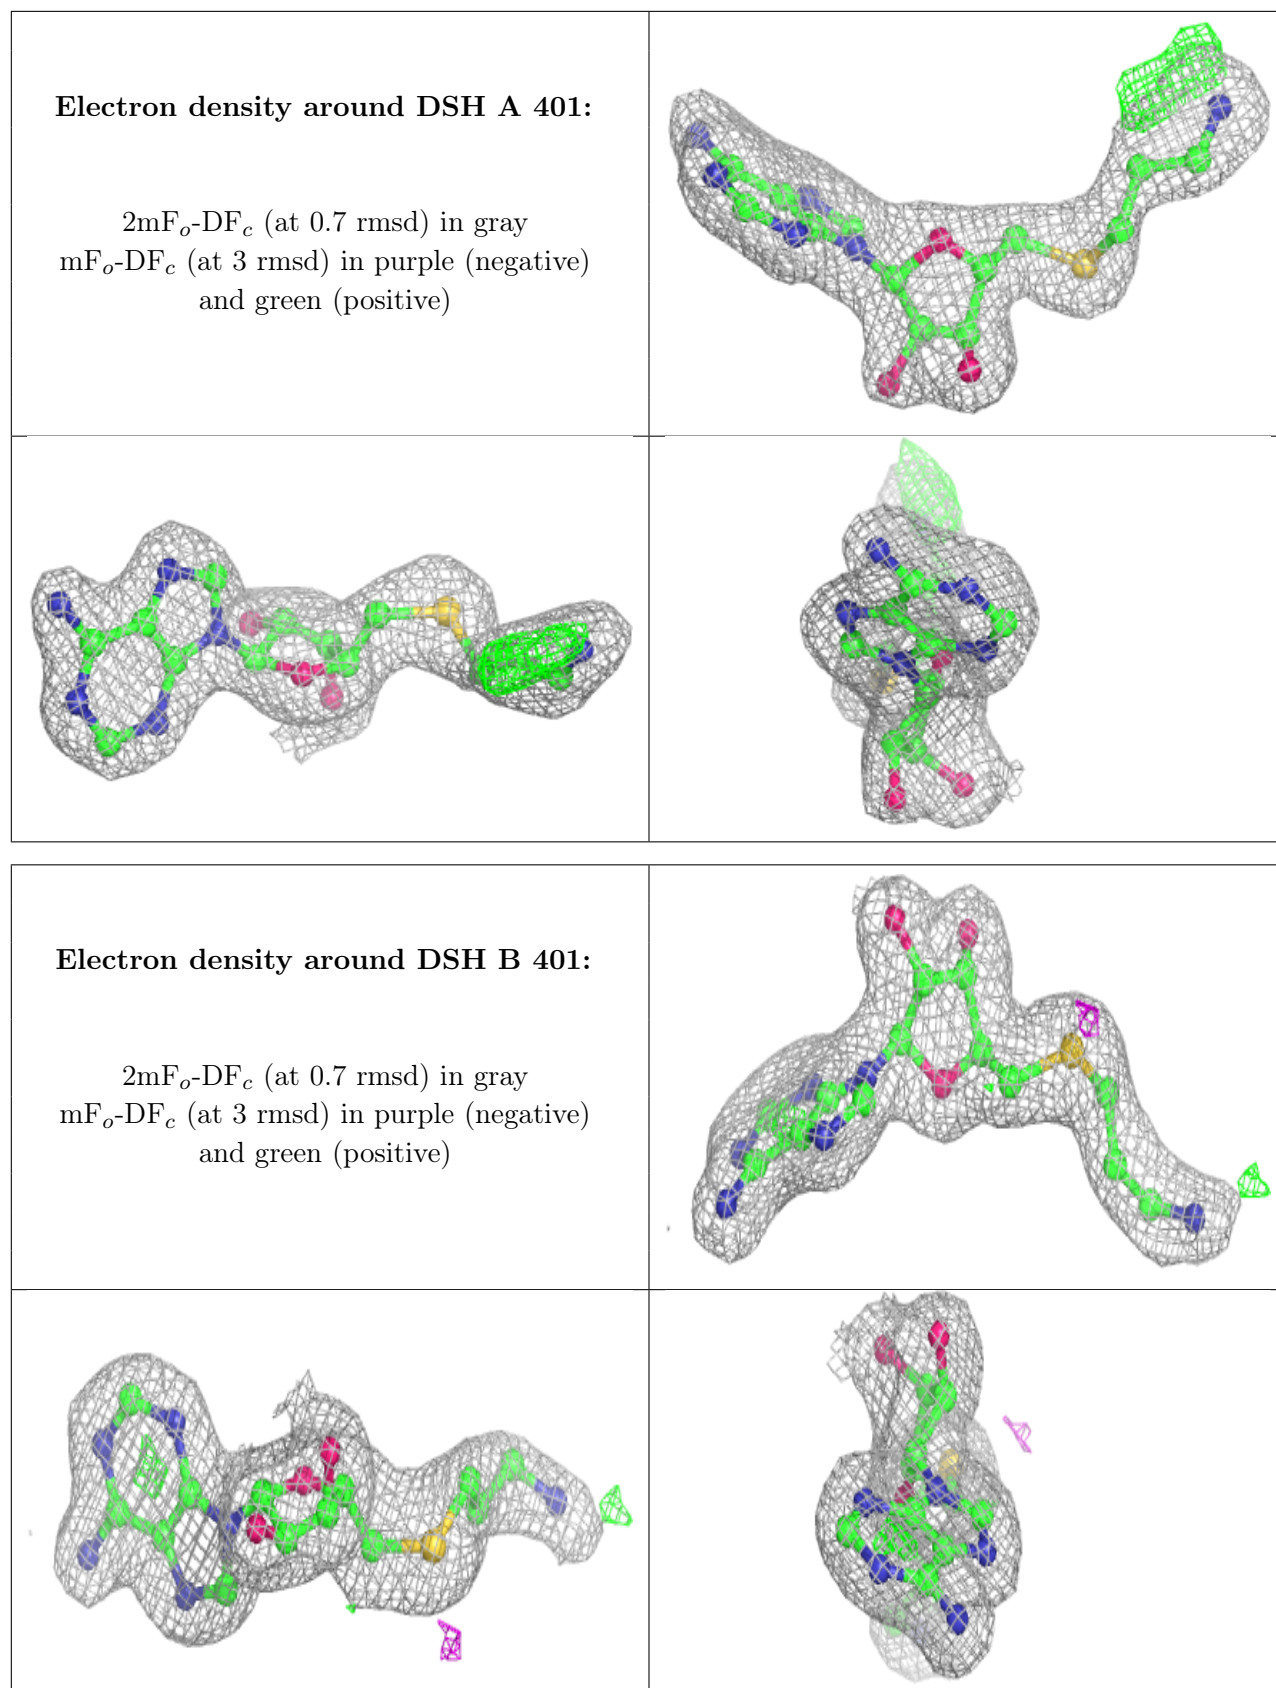 Electron density around DSH A 401:
2mFo-DFc (at 0.7 rmsd) in gray
mFo-DFc (at 3 rmsd) in purple (negative)
and green (positive)
Electron density around DSH B 401:
2mFo-DFc (at 0.7 rmsd) in gray
mFo-DFc (at 3 rmsd) in purple (negative)
and green (positive)